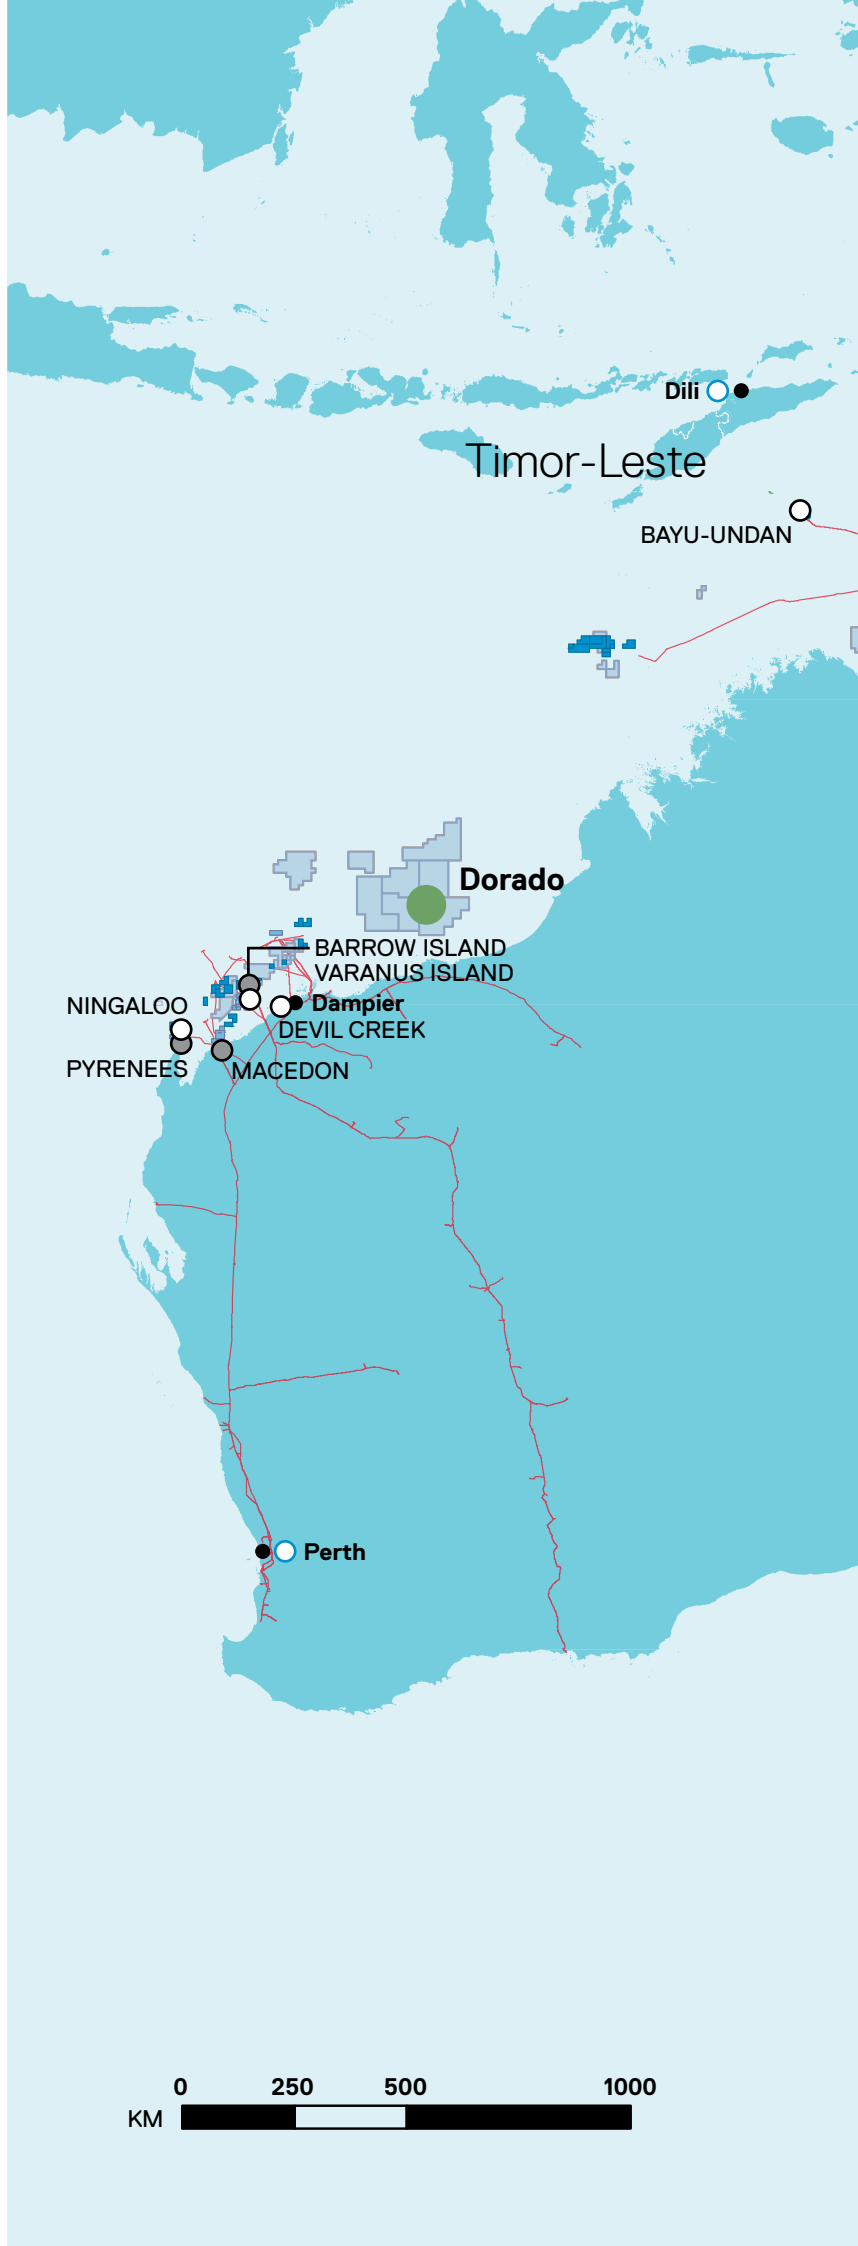 Dili
Timor-Leste
BAYU-UNDAN
Dorado
BARROW ISLAND
VARANUS ISLAND
NINGALOO
Dampier
DEVIL CREEK
PYRENEES
MACEDON
Perth
0 250 500 1000
KM